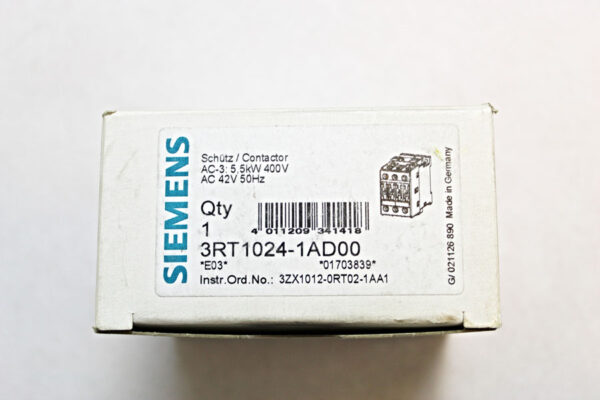 SIEMENS
Schütz / Contactor
AC-3: 5,5kW 400V
AC 42V 50Hz
Qty
1
4 011209 341418
3RT1024-1AD00
*E03* *01703839*
Instr.Ord.No.: 3ZX1012-0RT02-1AA1
G/ 021126 890 Made in Germany